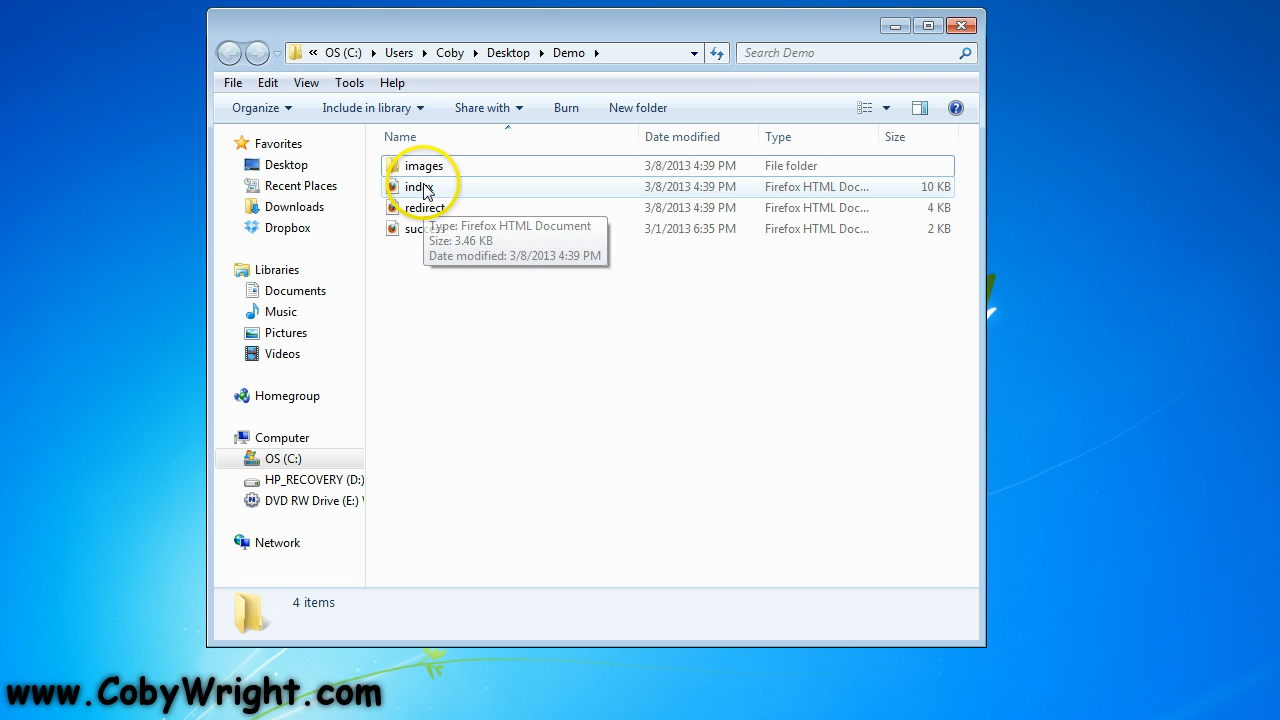 « OS (C:) Users Coby Desktop Demo Search Demo
File Edit View Tools Help
Organize Include in library Share with Burn New folder
Name Date modified Type Size
Favorites
Desktop
Recent Places
Downloads
Dropbox
Libraries
Documents
Music
Pictures
Videos
Homegroup
Computer
OS (C:)
HP_RECOVERY (D:)
DVD RW Drive (E:)
Network
images 3/8/2013 4:39 PM File folder
index 3/8/2013 4:39 PM Firefox HTML Doc... 10 KB
redirect 3/8/2013 4:39 PM Firefox HTML Doc... 4 KB
3/1/2013 6:35 PM Firefox HTML Doc... 2 KB
Type: Firefox HTML Document
Size: 3.46 KB
Date modified: 3/8/2013 4:39 PM
4 items
www.CobyWright.com